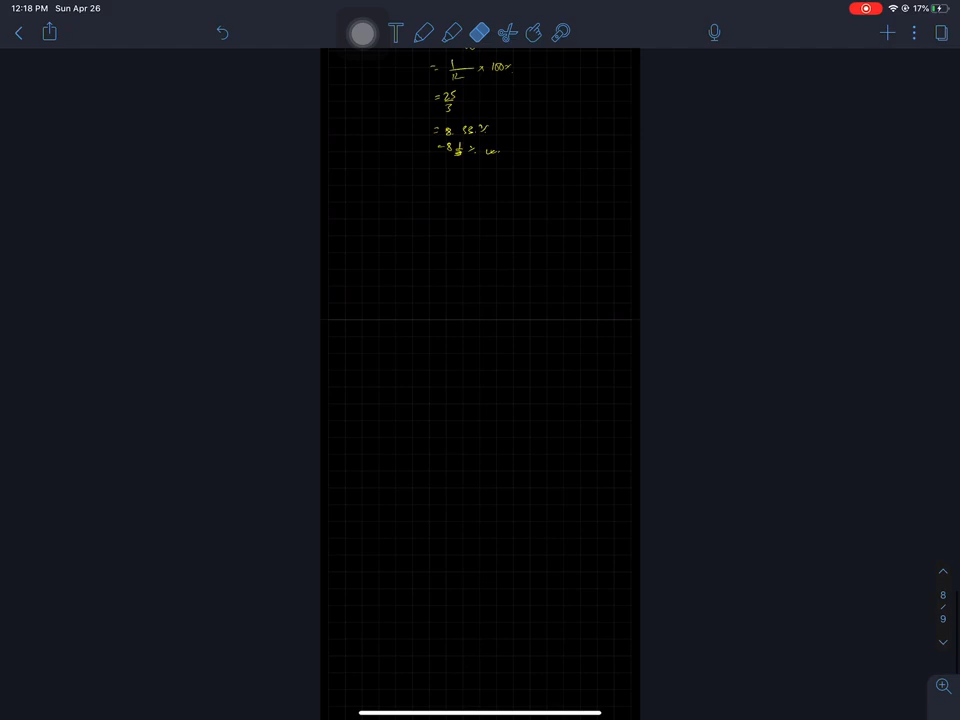 12:18 PM Sun Apr 26
17%
T
= 1/12 × 100%
= 25/3
= 8.33%
= 8 1/3 %
8
/
9